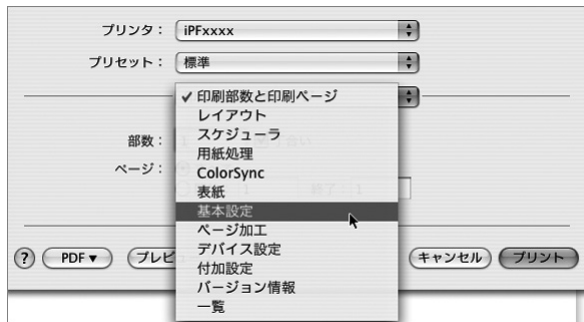 プリンタ： iPFxxxx
プリセット： 標準
✓ 印刷部数と印刷ページ
レイアウト
スケジューラ
部数：
用紙処理
ページ：
ColorSync
表紙
基本設定
ページ加工
デバイス設定
? PDF▼ プレビ キャンセル プリント
付加設定
バージョン情報
一覧